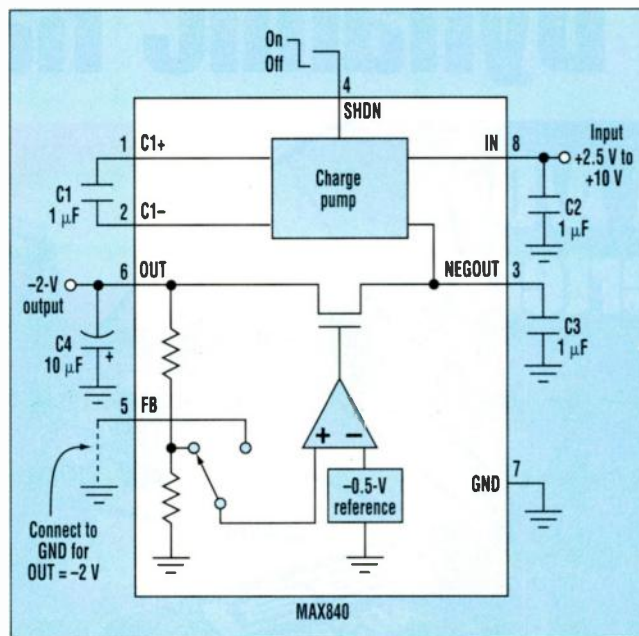 On
Off
4
SHDN
1
C1+
C1
1 µF
2
C1–
Charge
pump
IN
8
Input
+2.5 V to
+10 V
C2
1 µF
6
OUT
–2-V
output
C4
10 µF
+
NEGOUT
3
C3
1 µF
5
FB
+
–
–0.5-V
reference
GND
7
Connect to
GND for
OUT = –2 V
MAX840